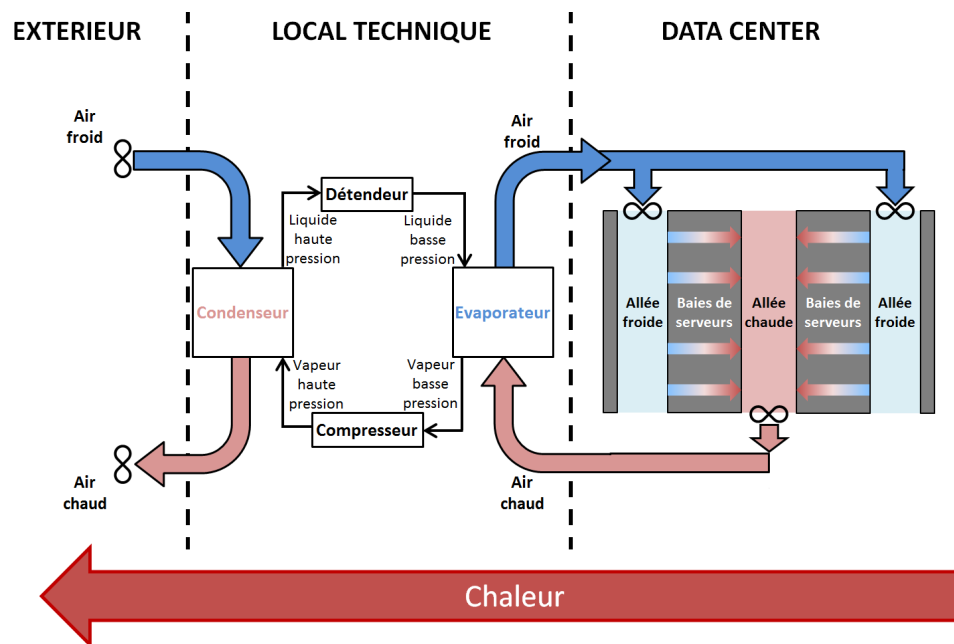 EXTERIEUR
LOCAL TECHNIQUE
DATA CENTER
Air
froid
Air
froid
Détendeur
Liquide
haute
pression
Liquide
basse
pression
Condenseur
Evaporateur
Allée
froide
Baies de
serveurs
Allée
chaude
Baies de
serveurs
Allée
froide
Vapeur
haute
pression
Vapeur
basse
pression
Compresseur
Air
chaud
Air
chaud
Chaleur